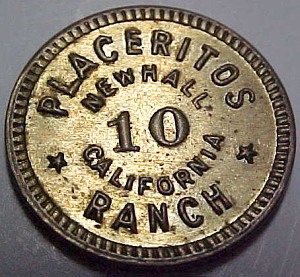 PLACERITOS
NEWHALL
10
CALIFORNIA
RANCH